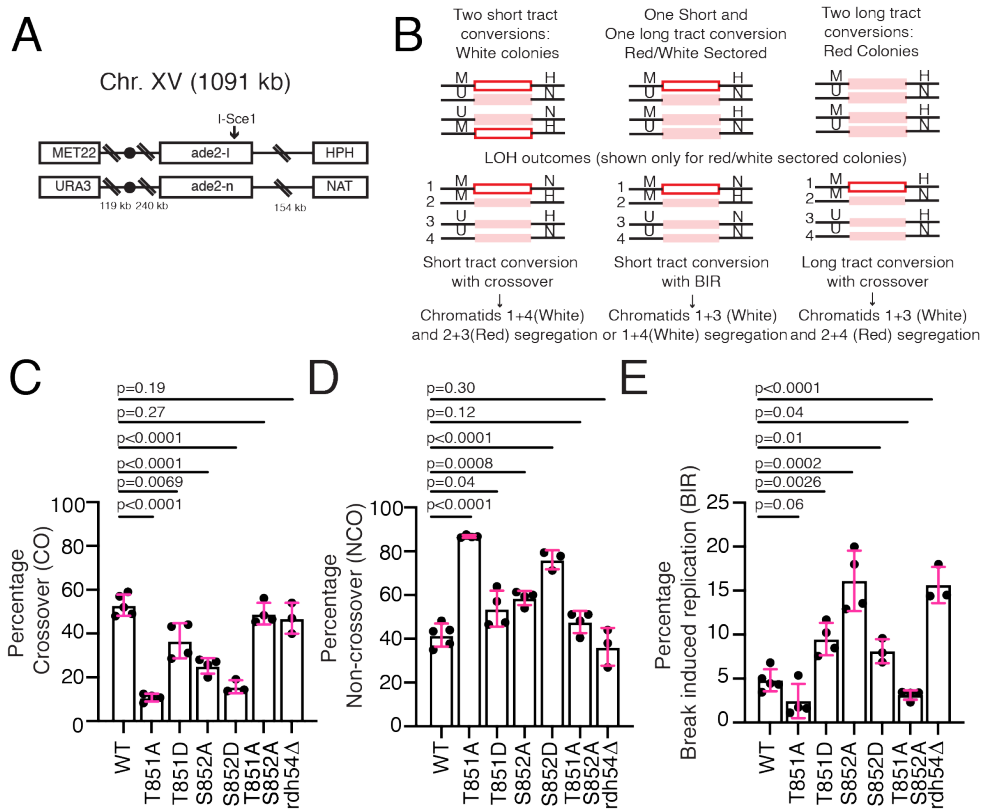 A
Chr. XV (1091 kb)
I-Sce1
MET22 ade2-I HPH
URA3 ade2-n NAT
119 kb 240 kb 154 kb
B
Two short tract
conversions:
White colonies
One Short and
One long tract conversion
Red/White Sectored
Two long tract
conversions:
Red Colonies
M H M H M H
U N U N U N
U N U N M H
M H M H U N
LOH outcomes (shown only for red/white sectored colonies)
1 M N 1 M N 1 M H
2 M H 2 M N 2 M N
3 U N 3 U H 3 U H
4 U H 4 U N 4 U N
Short tract conversion
with crossover
Short tract conversion
with BIR
Long tract conversion
with crossover
Chromatids 1+4(White)
and 2+3(Red) segregation
Chromatids 1+3 (White)
or 1+4(White) segregation
Chromatids 1+3 (White)
and 2+4 (Red) segregation
C
p=0.19
p=0.27
p<0.0001
p<0.0001
p=0.0069
p<0.0001
Percentage
Crossover (CO)
100
80
60
40
20
0
WT
T851A
T851D
S852A
S852D
T851A
S852A
rdh54Δ
D
p=0.30
p=0.12
p<0.0001
p=0.0008
p=0.04
p<0.0001
Percentage
Non-crossover (NCO)
100
80
60
40
20
0
WT
T851A
T851D
S852A
S852D
T851A
S852A
rdh54Δ
E
p<0.0001
p=0.04
p=0.01
p=0.0002
p=0.0026
p=0.06
Percentage
Break induced replication (BIR)
25
20
15
10
5
0
WT
T851A
T851D
S852A
S852D
T851A
S852A
rdh54Δ